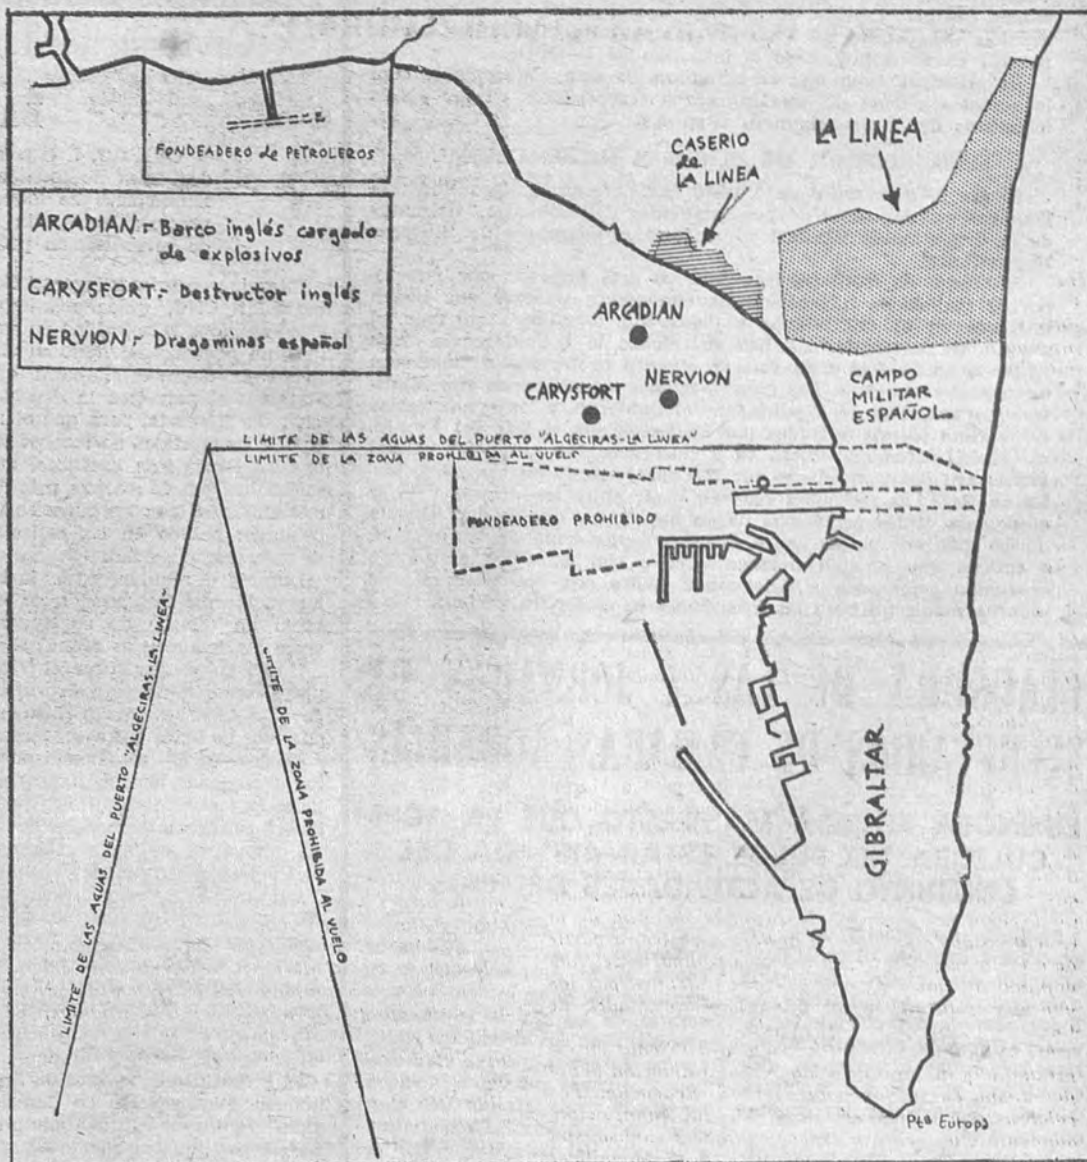 FONDEADERO de PETROLEROS
ARCADIAN:- Barco inglés cargado
de explosivos
CARYSFORT:- Destructor inglés
NERVION:- Dragaminas español
CASERIO
de
LA LINEA
LA LINEA
ARCADIAN
CARYSFORT
NERVION
CAMPO
MILITAR
ESPAÑOL
LIMITE DE LAS AGUAS DEL PUERTO "ALGECIRAS-LA LINEA"
LIMITE DE LA ZONA PROHIBIDA AL VUELO
FONDEADERO PROHIBIDO
LIMITE DE LAS AGUAS DEL PUERTO "ALGECIRAS-LA LINEA-
LIMITE DE LA ZONA PROHIBIDA AL VUELO
GIBRALTAR
Ptª Europa